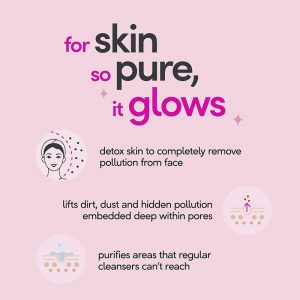 for skin
so pure,
it glows
detox skin to completely remove
pollution from face
lifts dirt, dust and hidden pollution
embedded deep within pores
purifies areas that regular
cleansers can't reach